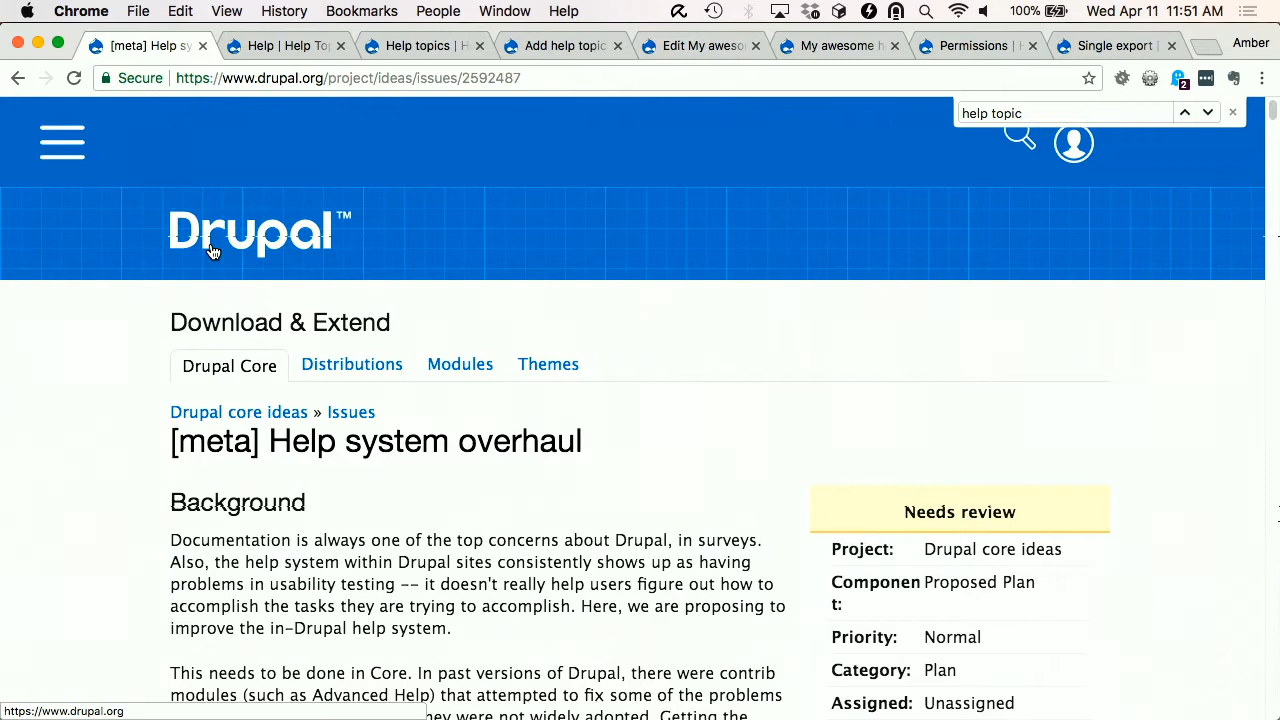 Chrome File Edit View History Bookmarks People Window Help 100% Wed Apr 11 11:51 AM
[meta] Help sy Help | Help To Help topics | H Add help topic Edit My aweso My awesome h Permissions | H Single export | Amber
Secure https://www.drupal.org/project/ideas/issues/2592487 2
help topic
Drupal™
Download & Extend
Drupal Core Distributions Modules Themes
Drupal core ideas » Issues
[meta] Help system overhaul
Background
Documentation is always one of the top concerns about Drupal, in surveys.
Also, the help system within Drupal sites consistently shows up as having
problems in usability testing -- it doesn't really help users figure out how to
accomplish the tasks they are trying to accomplish. Here, we are proposing to
improve the in-Drupal help system.
This needs to be done in Core. In past versions of Drupal, there were contrib
modules (such as Advanced Help) that attempted to fix some of the problems
they were not widely adopted. Getting the
Needs review
Project: Drupal core ideas
Componen Proposed Plan
t:
Priority: Normal
Category: Plan
Assigned: Unassigned
https://www.drupal.org